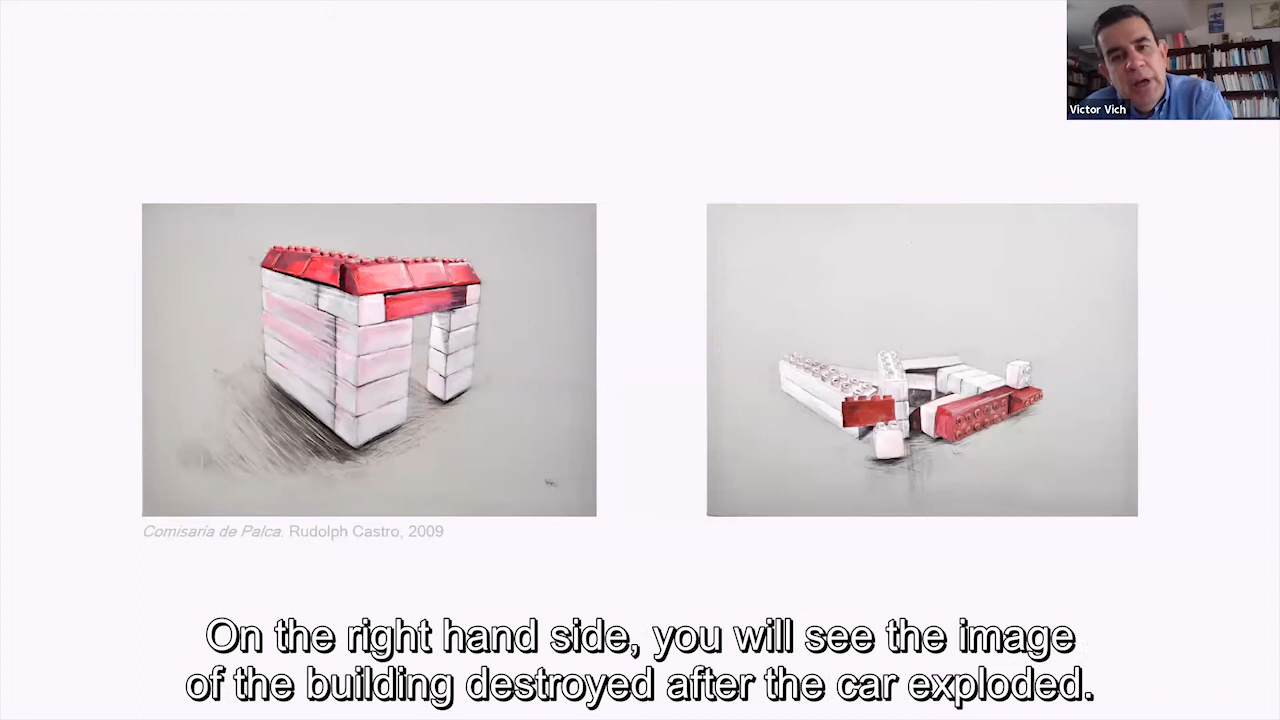 Victor Vich
Comisaría de Palca. Rudolph Castro, 2009
On the right hand side, you will see the image
of the building destroyed after the car exploded.